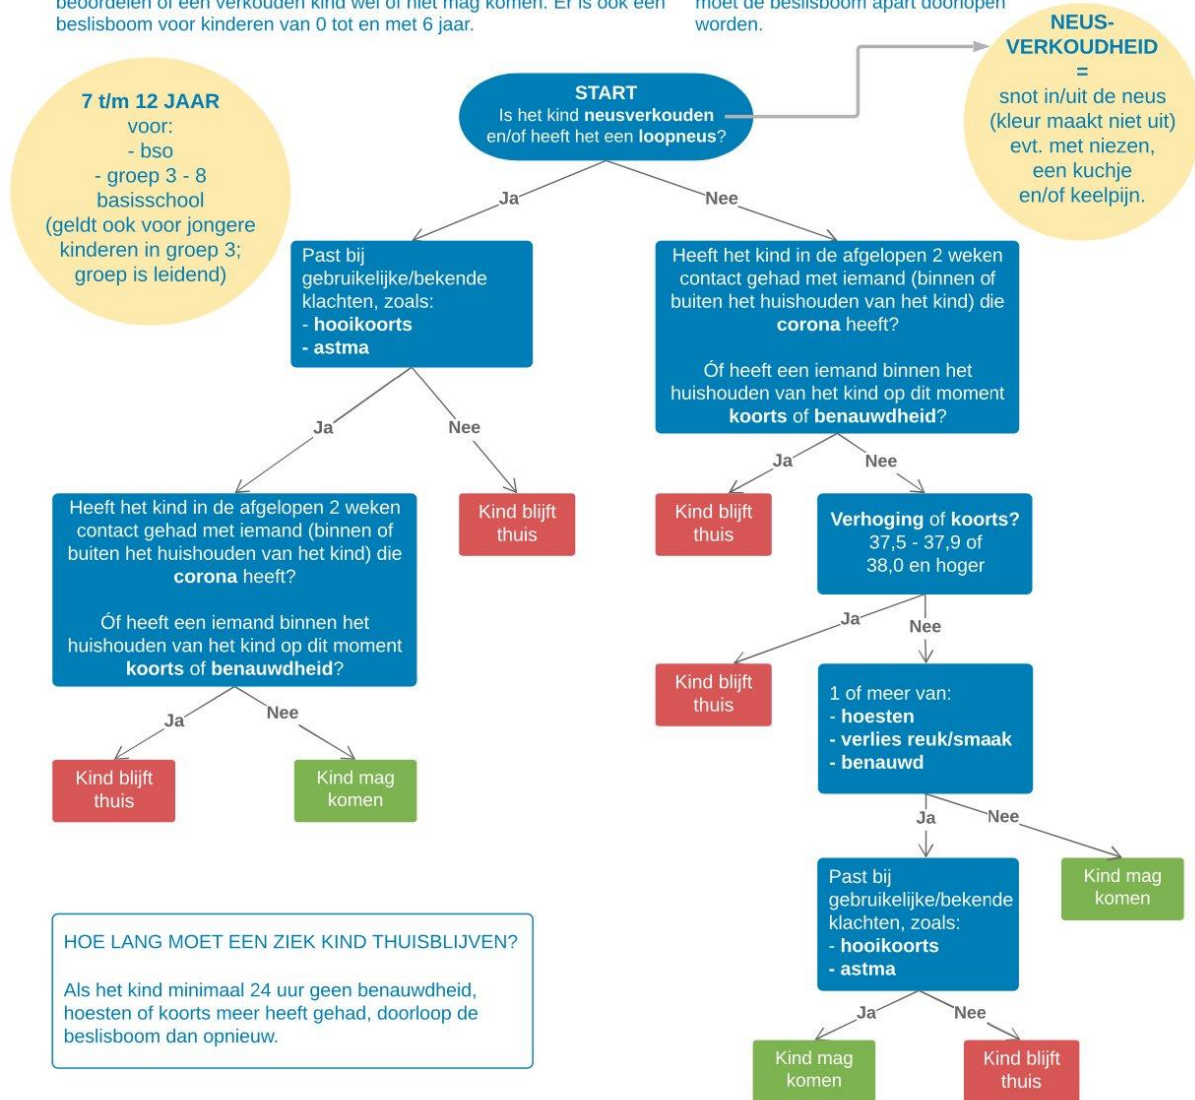 beoordelen of een verkouden kind wel of niet mag komen. Er is ook een
beslisboom voor kinderen van 0 tot en met 6 jaar.
moet de beslisboom apart doorlopen
worden.
NEUS-
VERKOUDHEID
=
snot in/uit de neus
(kleur maakt niet uit)
evt. met niezen,
een kuchje
en/of keelpijn.
7 t/m 12 JAAR
voor:
- bso
- groep 3 - 8
basisschool
(geldt ook voor jongere
kinderen in groep 3;
groep is leidend)
START
Is het kind neusverkouden
en/of heeft het een loopneus?
Ja
Nee
Past bij
gebruikelijke/bekende
klachten, zoals:
- hooikoorts
- astma
Heeft het kind in de afgelopen 2 weken
contact gehad met iemand (binnen of
buiten het huishouden van het kind) die
corona heeft?
Óf heeft een iemand binnen het
huishouden van het kind op dit moment
koorts of benauwdheid?
Ja
Nee
Ja
Nee
Heeft het kind in de afgelopen 2 weken
contact gehad met iemand (binnen of
buiten het huishouden van het kind) die
corona heeft?
Óf heeft een iemand binnen het
huishouden van het kind op dit moment
koorts of benauwdheid?
Kind blijft
thuis
Kind blijft
thuis
Verhoging of koorts?
37,5 - 37,9 of
38,0 en hoger
Ja
Nee
Kind blijft
thuis
1 of meer van:
- hoesten
- verlies reuk/smaak
- benauwd
Ja
Nee
Kind blijft
thuis
Kind mag
komen
Ja
Nee
Past bij
gebruikelijke/bekende
klachten, zoals:
- hooikoorts
- astma
Kind mag
komen
HOE LANG MOET EEN ZIEK KIND THUISBLIJVEN?
Als het kind minimaal 24 uur geen benauwdheid,
hoesten of koorts meer heeft gehad, doorloop de
beslisboom dan opnieuw.
Ja
Nee
Kind mag
komen
Kind blijft
thuis